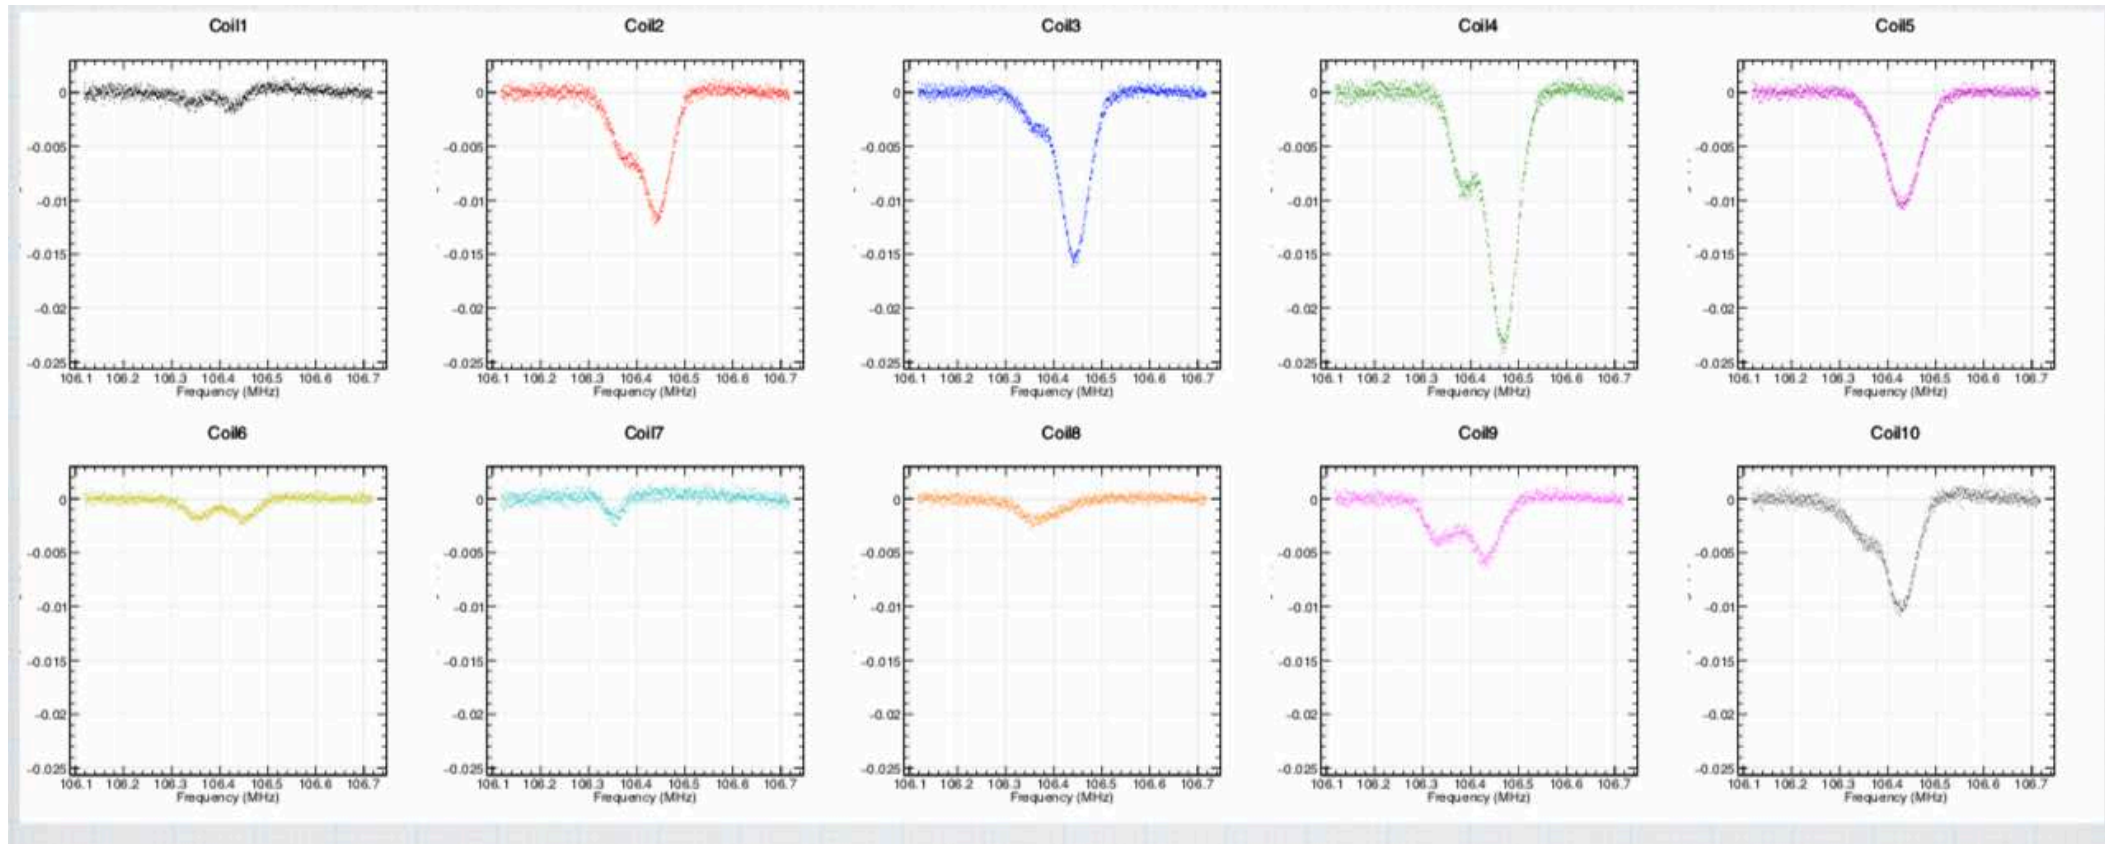 Coil1 Coil2 Coil3 Coil4 Coil5
0 0 0 0 0
-0.005 -0.005 -0.005 -0.005 -0.005
-0.01 -0.01 -0.01 -0.01 -0.01
-0.015 -0.015 -0.015 -0.015 -0.015
-0.02 -0.02 -0.02 -0.02 -0.02
-0.025 -0.025 -0.025 -0.025 -0.025
106.1 106.2 106.3 106.4 106.5 106.6 106.7 106.1 106.2 106.3 106.4 106.5 106.6 106.7 106.1 106.2 106.3 106.4 106.5 106.6 106.7 106.1 106.2 106.3 106.4 106.5 106.6 106.7 106.1 106.2 106.3 106.4 106.5 106.6 106.7
Frequency (MHz) Frequency (MHz) Frequency (MHz) Frequency (MHz) Frequency (MHz)
Coil6 Coil7 Coil8 Coil9 Coil10
0 0 0 0 0
-0.005 -0.005 -0.005 -0.005 -0.005
-0.01 -0.01 -0.01 -0.01 -0.01
-0.015 -0.015 -0.015 -0.015 -0.015
-0.02 -0.02 -0.02 -0.02 -0.02
-0.025 -0.025 -0.025 -0.025 -0.025
106.1 106.2 106.3 106.4 106.5 106.6 106.7 106.1 106.2 106.3 106.4 106.5 106.6 106.7 106.1 106.2 106.3 106.4 106.5 106.6 106.7 106.1 106.2 106.3 106.4 106.5 106.6 106.7 106.1 106.2 106.3 106.4 106.5 106.6 106.7
Frequency (MHz) Frequency (MHz) Frequency (MHz) Frequency (MHz) Frequency (MHz)